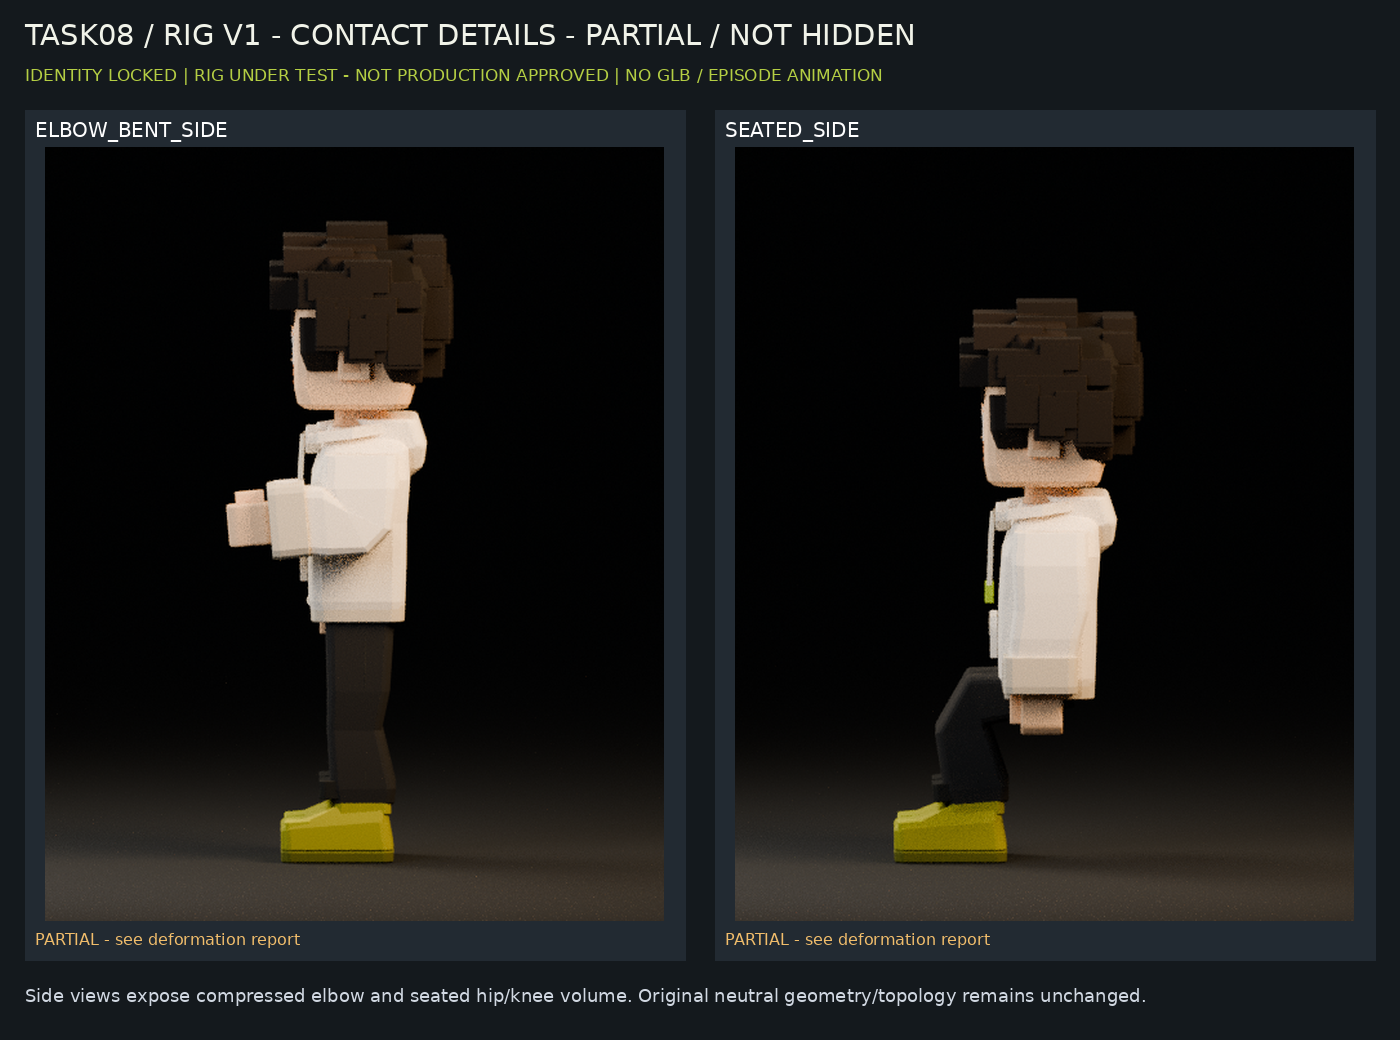 TASK08 / RIG V1 - CONTACT DETAILS - PARTIAL / NOT HIDDEN
IDENTITY LOCKED | RIG UNDER TEST - NOT PRODUCTION APPROVED | NO GLB / EPISODE ANIMATION
ELBOW_BENT_SIDE
SEATED_SIDE
PARTIAL - see deformation report
PARTIAL - see deformation report
Side views expose compressed elbow and seated hip/knee volume. Original neutral geometry/topology remains unchanged.